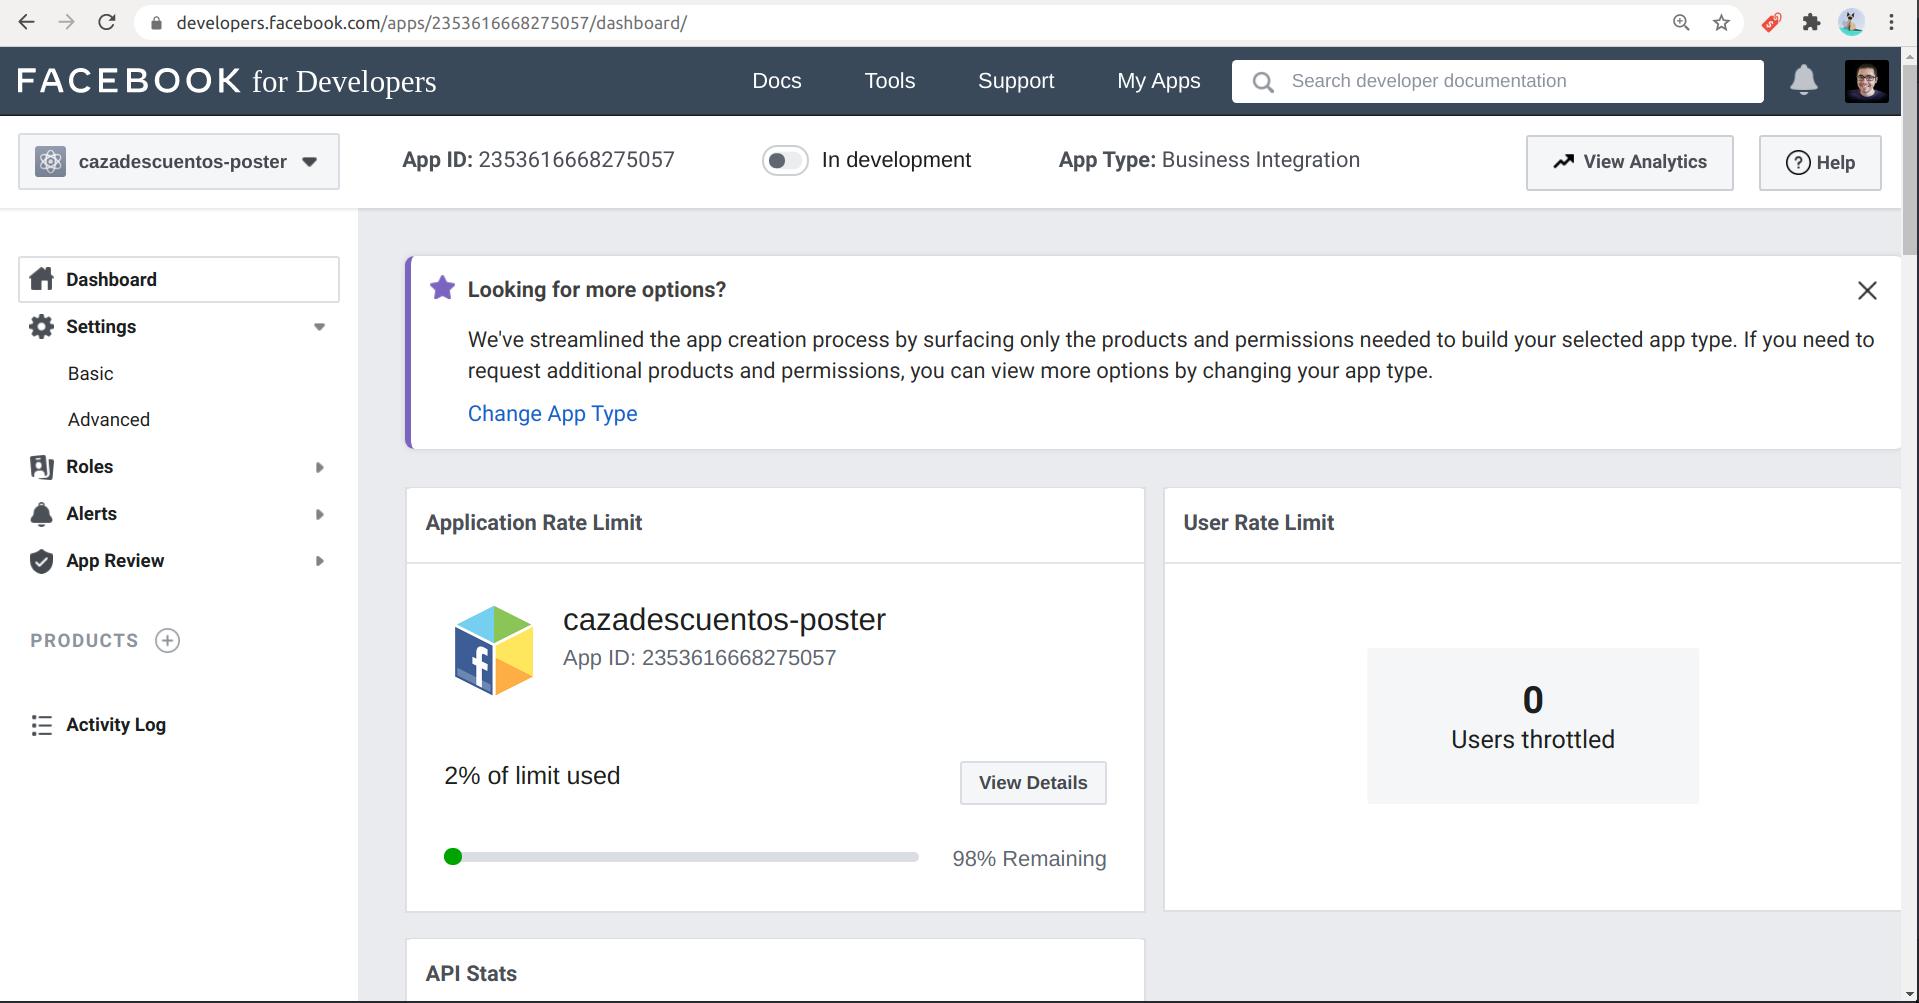 developers.facebook.com/apps/2353616668275057/dashboard/
FACEBOOK for Developers
Docs
Tools
Support
My Apps
Search developer documentation
cazadescuentos-poster
App ID: 2353616668275057
In development
App Type: Business Integration
View Analytics
? Help
Dashboard
Settings
Basic
Advanced
Roles
Alerts
App Review
PRODUCTS
Activity Log
Looking for more options?
We've streamlined the app creation process by surfacing only the products and permissions needed to build your selected app type. If you need to
request additional products and permissions, you can view more options by changing your app type.
Change App Type
Application Rate Limit
f
cazadescuentos-poster
App ID: 2353616668275057
2% of limit used
View Details
98% Remaining
User Rate Limit
0
Users throttled
API Stats